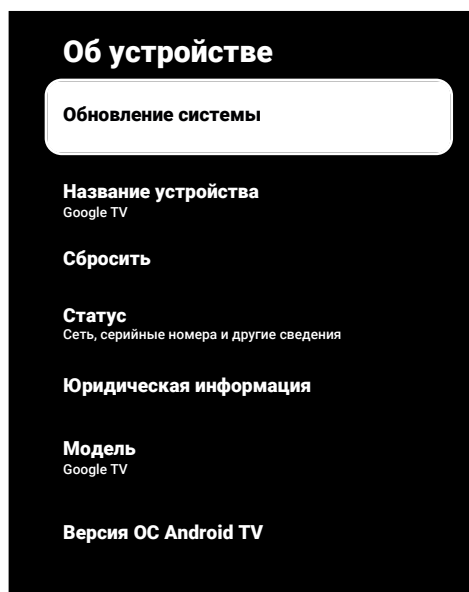 Об устройстве
Обновление системы
Название устройства
Google TV
Сбросить
Статус
Сеть, серийные номера и другие сведения
Юридическая информация
Модель
Google TV
Версия ОС Android TV